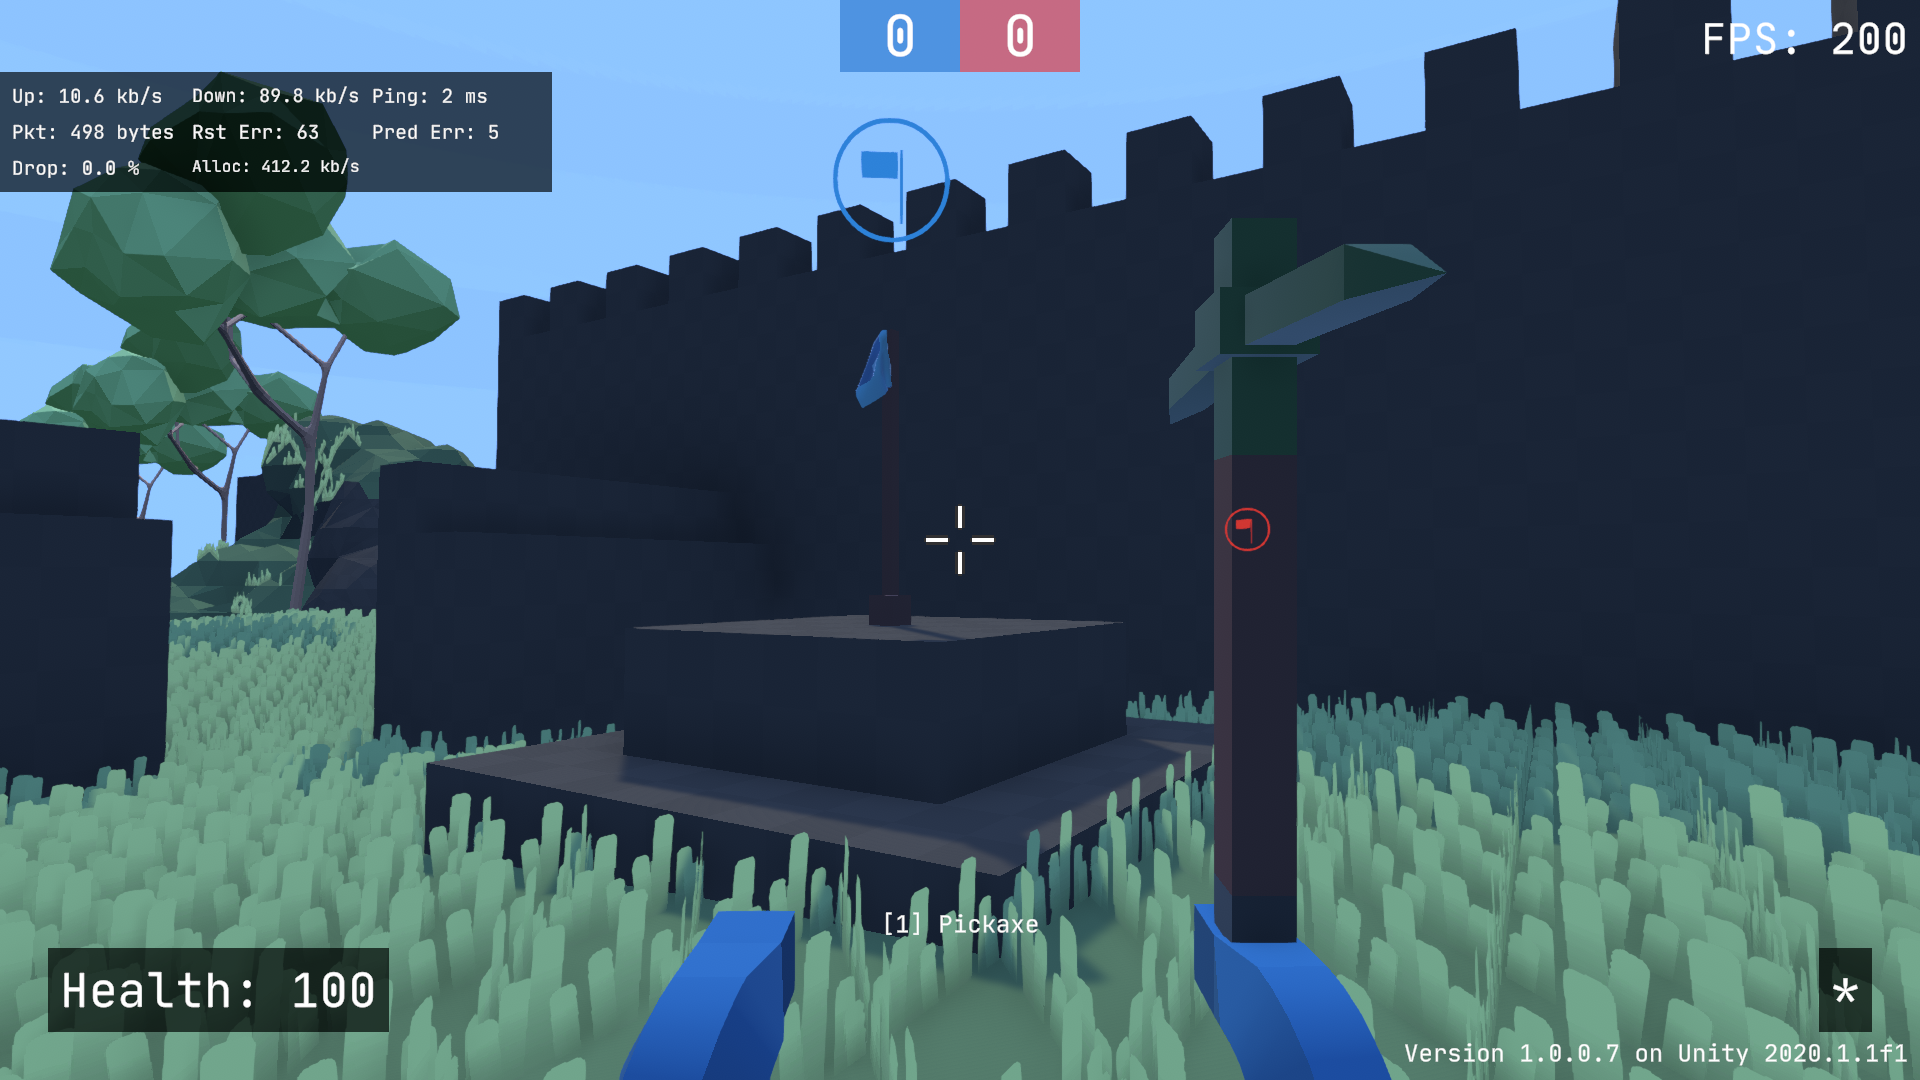 0 0
FPS: 200
Up: 10.6 kb/s Down: 89.8 kb/s Ping: 2 ms
Pkt: 498 bytes Rst Err: 63 Pred Err: 5
Drop: 0.0 % Alloc: 412.2 kb/s
[1] Pickaxe
Health: 100
*
Version 1.0.0.7 on Unity 2020.1.1f1